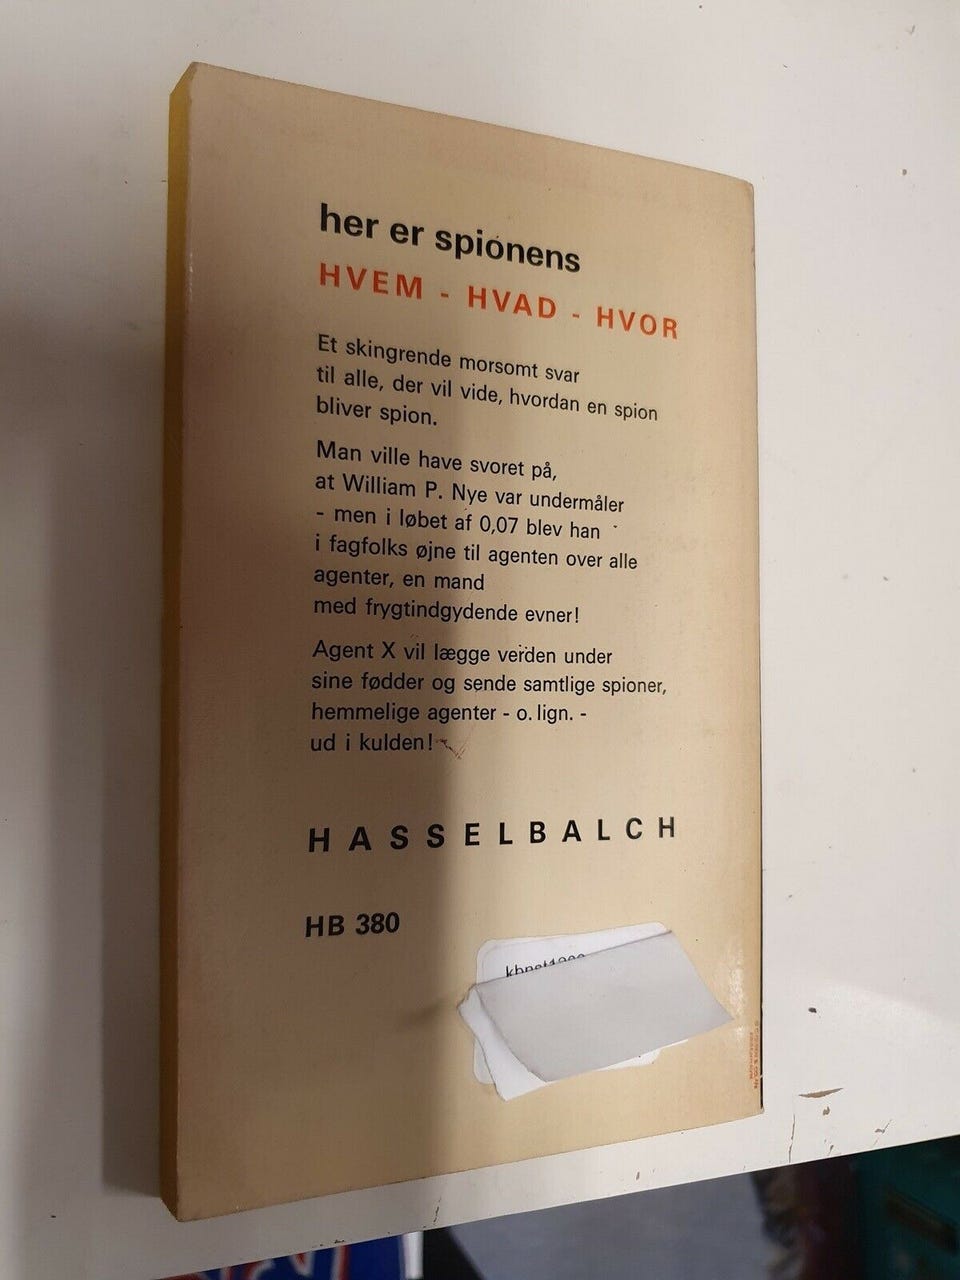 her er spionens
HVEM - HVAD - HVOR
Et skingrende morsomt svar
til alle, der vil vide, hvordan en spion
bliver spion.
Man ville have svoret på,
at William P. Nye var undermåler
- men i løbet af 0,07 blev han
i fagfolks øjne til agenten over alle
agenter, en mand
med frygtindgydende evner!
Agent X vil lægge verden under
sine fødder og sende samtlige spioner,
hemmelige agenter - o. lign. -
ud i kulden!
HASSELBALCH
HB 380